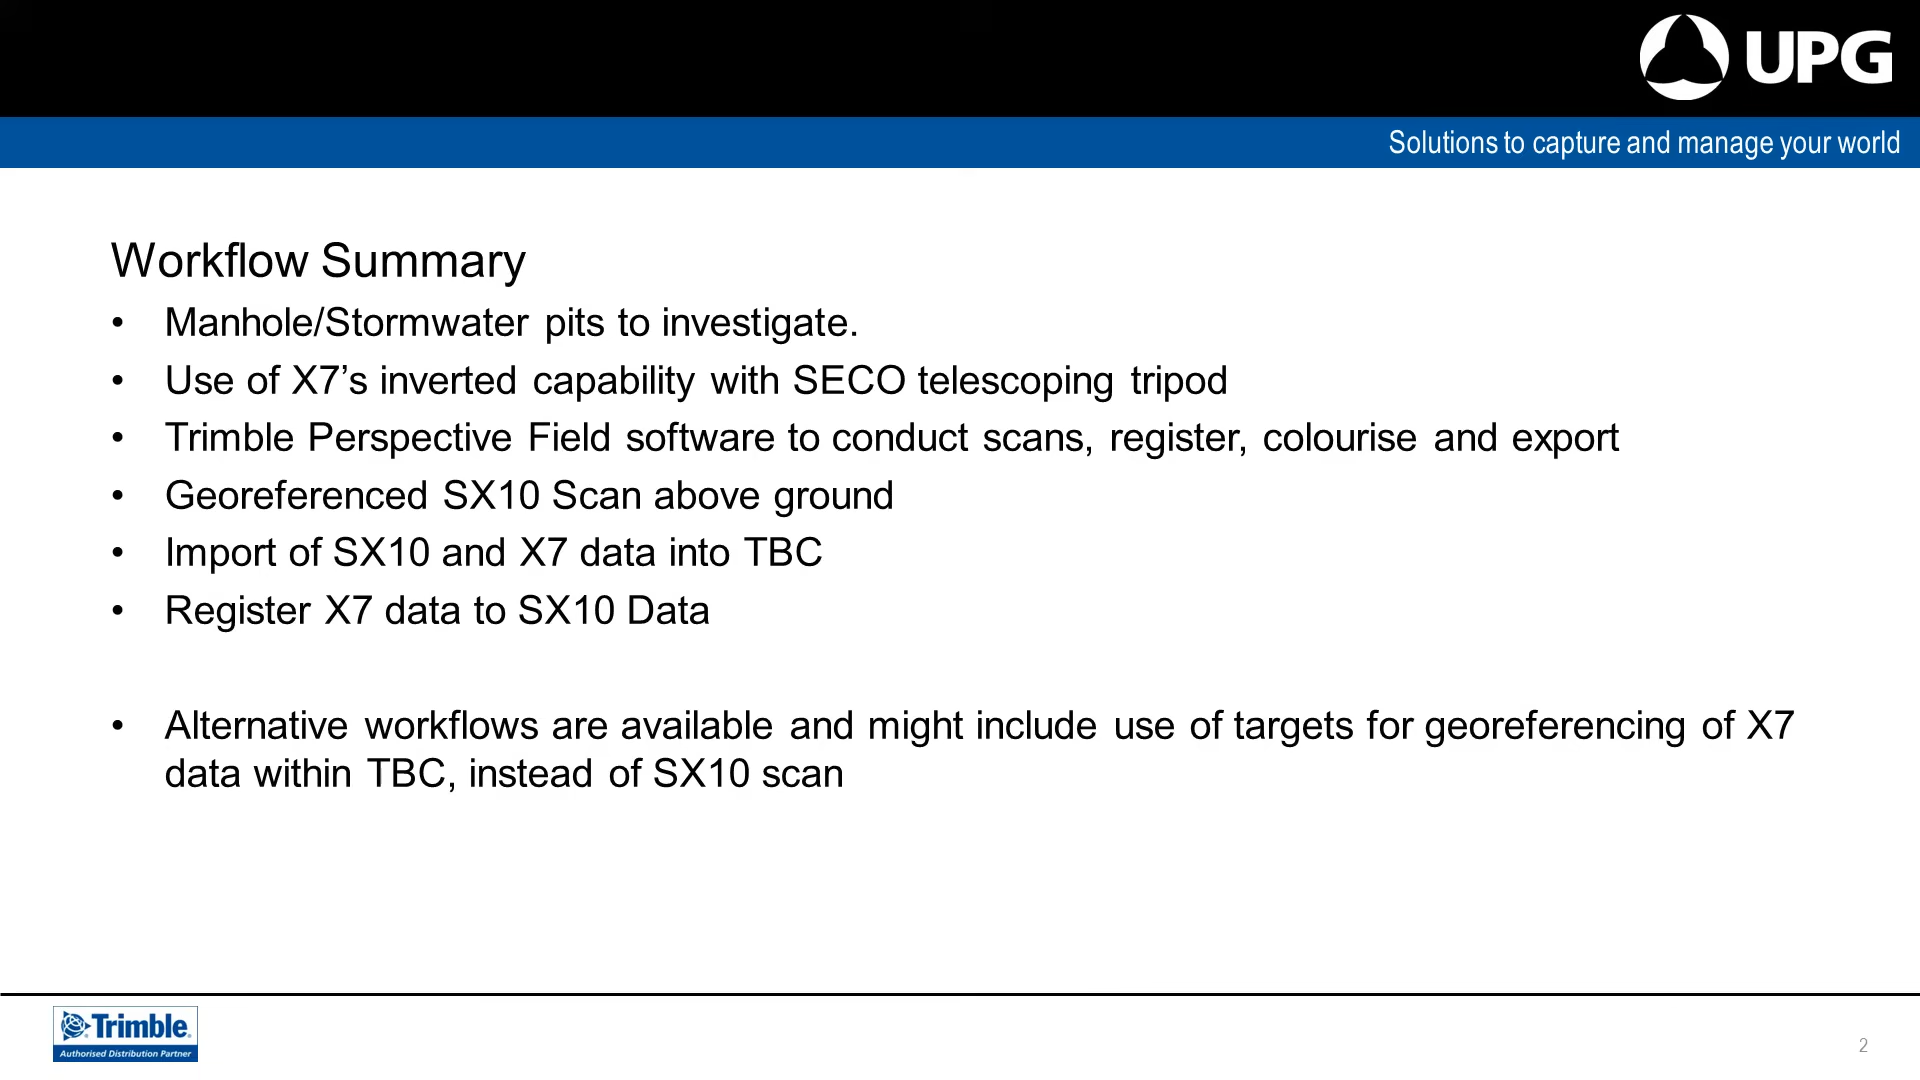 UPG
Solutions to capture and manage your world
Workflow Summary
• Manhole/Stormwater pits to investigate.
• Use of X7’s inverted capability with SECO telescoping tripod
• Trimble Perspective Field software to conduct scans, register, colourise and export
• Georeferenced SX10 Scan above ground
• Import of SX10 and X7 data into TBC
• Register X7 data to SX10 Data
• Alternative workflows are available and might include use of targets for georeferencing of X7
data within TBC, instead of SX10 scan
Trimble
Authorised Distribution Partner
2